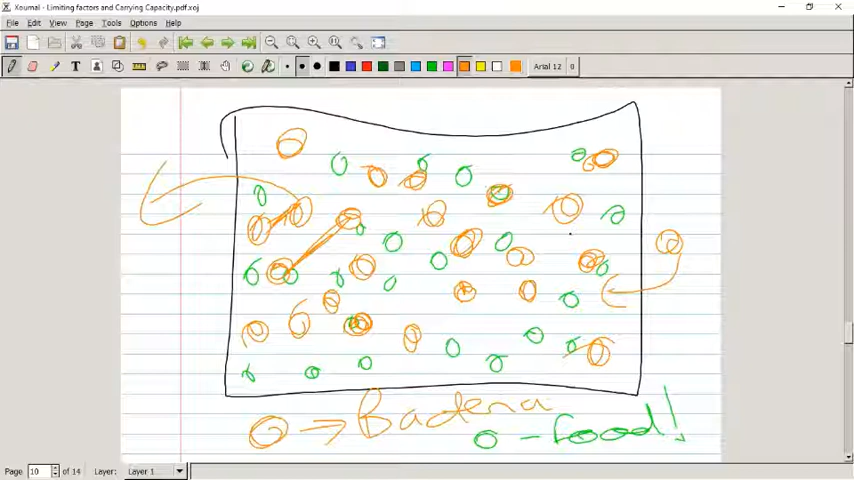 Xournal - Limiting factors and Carrying Capacity.pdf.xoj
File Edit View Page Tools Options Help
Arial 12
→ Bacteria
- food!
Page 10 of 14 Layer: Layer 1